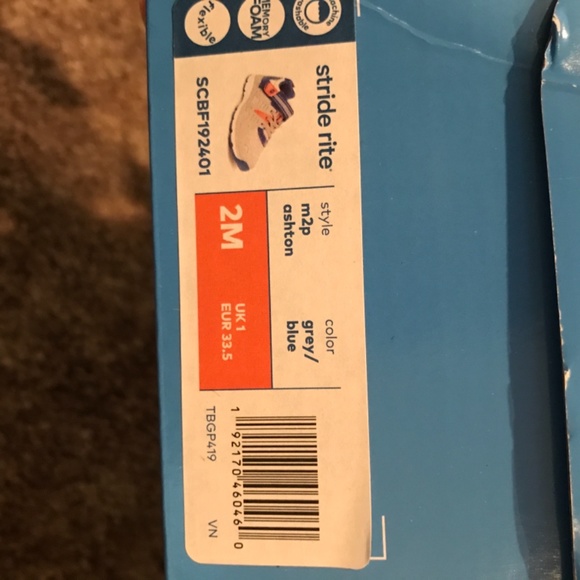 machine
washable
MEMORY
FOAM
flexible
stride rite
SCBF192401
style
m2p
ashton
color
grey/
blue
2M
UK 1
EUR 33.5
1 92170 46046 0
TBGP419
VN